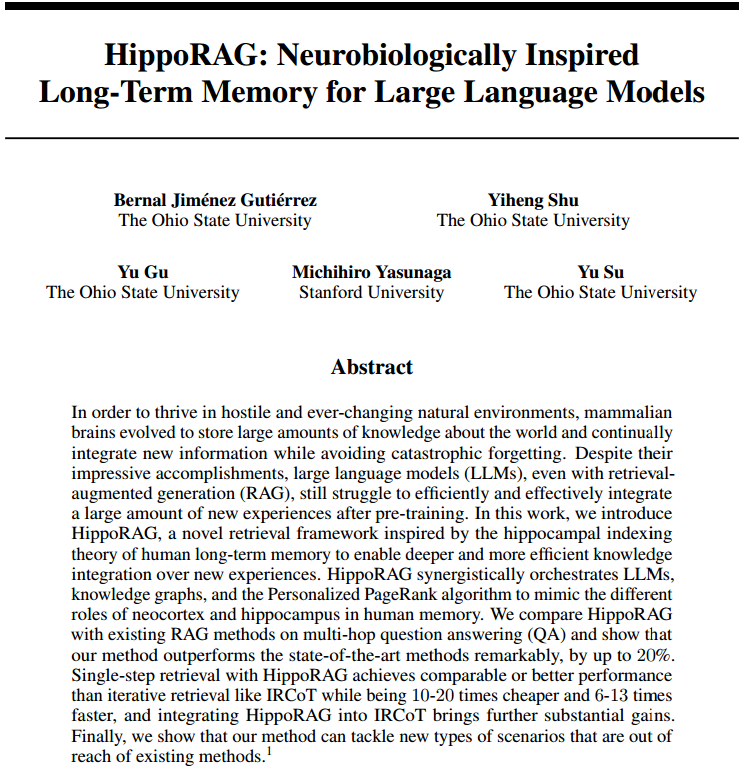 HippoRAG: Neurobiologically Inspired
Long-Term Memory for Large Language Models
Bernal Jiménez Gutiérrez
The Ohio State University
Yiheng Shu
The Ohio State University
Yu Gu
The Ohio State University
Michihiro Yasunaga
Stanford University
Yu Su
The Ohio State University
Abstract
In order to thrive in hostile and ever-changing natural environments, mammalian
brains evolved to store large amounts of knowledge about the world and continually
integrate new information while avoiding catastrophic forgetting. Despite their
impressive accomplishments, large language models (LLMs), even with retrieval-
augmented generation (RAG), still struggle to efficiently and effectively integrate
a large amount of new experiences after pre-training. In this work, we introduce
HippoRAG, a novel retrieval framework inspired by the hippocampal indexing
theory of human long-term memory to enable deeper and more efficient knowledge
integration over new experiences. HippoRAG synergistically orchestrates LLMs,
knowledge graphs, and the Personalized PageRank algorithm to mimic the different
roles of neocortex and hippocampus in human memory. We compare HippoRAG
with existing RAG methods on multi-hop question answering (QA) and show that
our method outperforms the state-of-the-art methods remarkably, by up to 20%.
Single-step retrieval with HippoRAG achieves comparable or better performance
than iterative retrieval like IRCoT while being 10-20 times cheaper and 6-13 times
faster, and integrating HippoRAG into IRCoT brings further substantial gains.
Finally, we show that our method can tackle new types of scenarios that are out of
reach of existing methods.¹